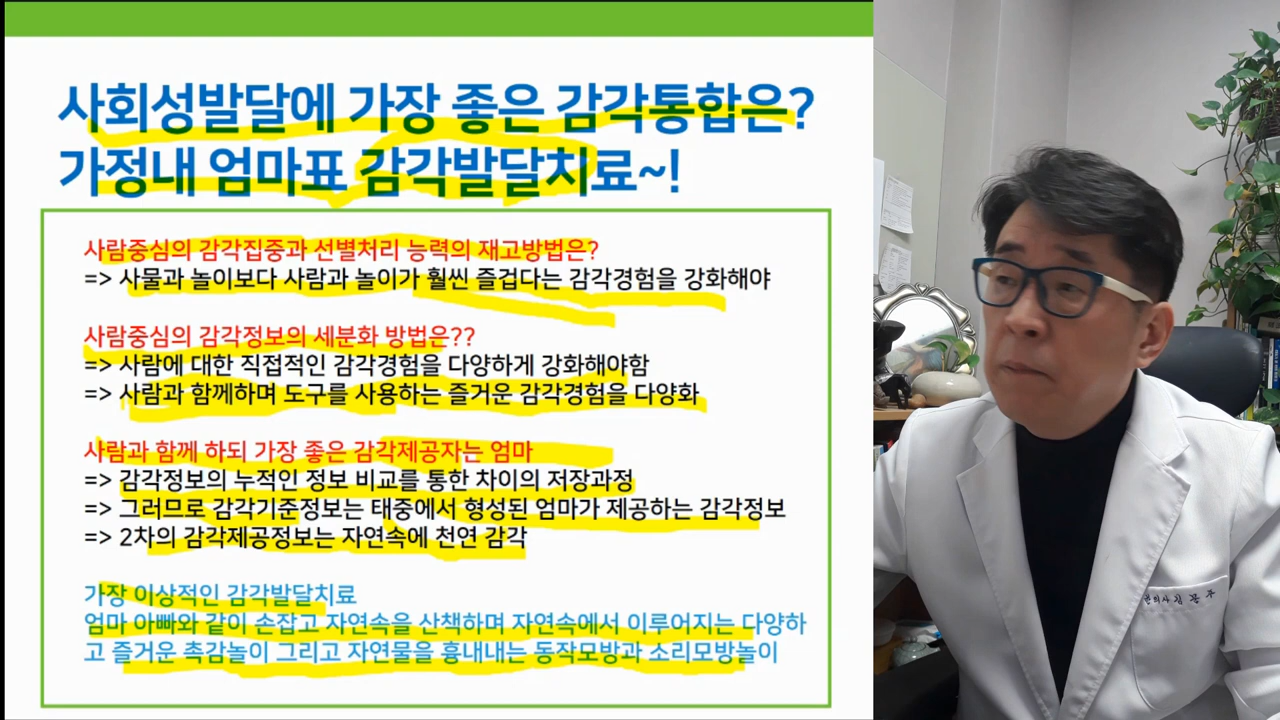 사회성발달에 가장 좋은 감각통합은?
가정내 엄마표 감각발달치료~!
사람중심의 감각집중과 선별처리 능력의 재고방법은?
=> 사물과 놀이보다 사람과 놀이가 훨씬 즐겁다는 감각경험을 강화해야
사람중심의 감각정보의 세분화 방법은??
=> 사람에 대한 직접적인 감각경험을 다양하게 강화해야함
=> 사람과 함께하며 도구를 사용하는 즐거운 감각경험을 다양화
사람과 함께 하되 가장 좋은 감각제공자는 엄마
=> 감각정보의 누적인 정보 비교를 통한 차이의 저장과정
=> 그러므로 감각기준정보는 태중에서 형성된 엄마가 제공하는 감각정보
=> 2차의 감각제공정보는 자연속에 천연 감각
가장 이상적인 감각발달치료
엄마 아빠와 같이 손잡고 자연속을 산책하며 자연속에서 이루어지는 다양하
고 즐거운 촉감놀이 그리고 자연물을 흉내내는 동작모방과 소리모방놀이